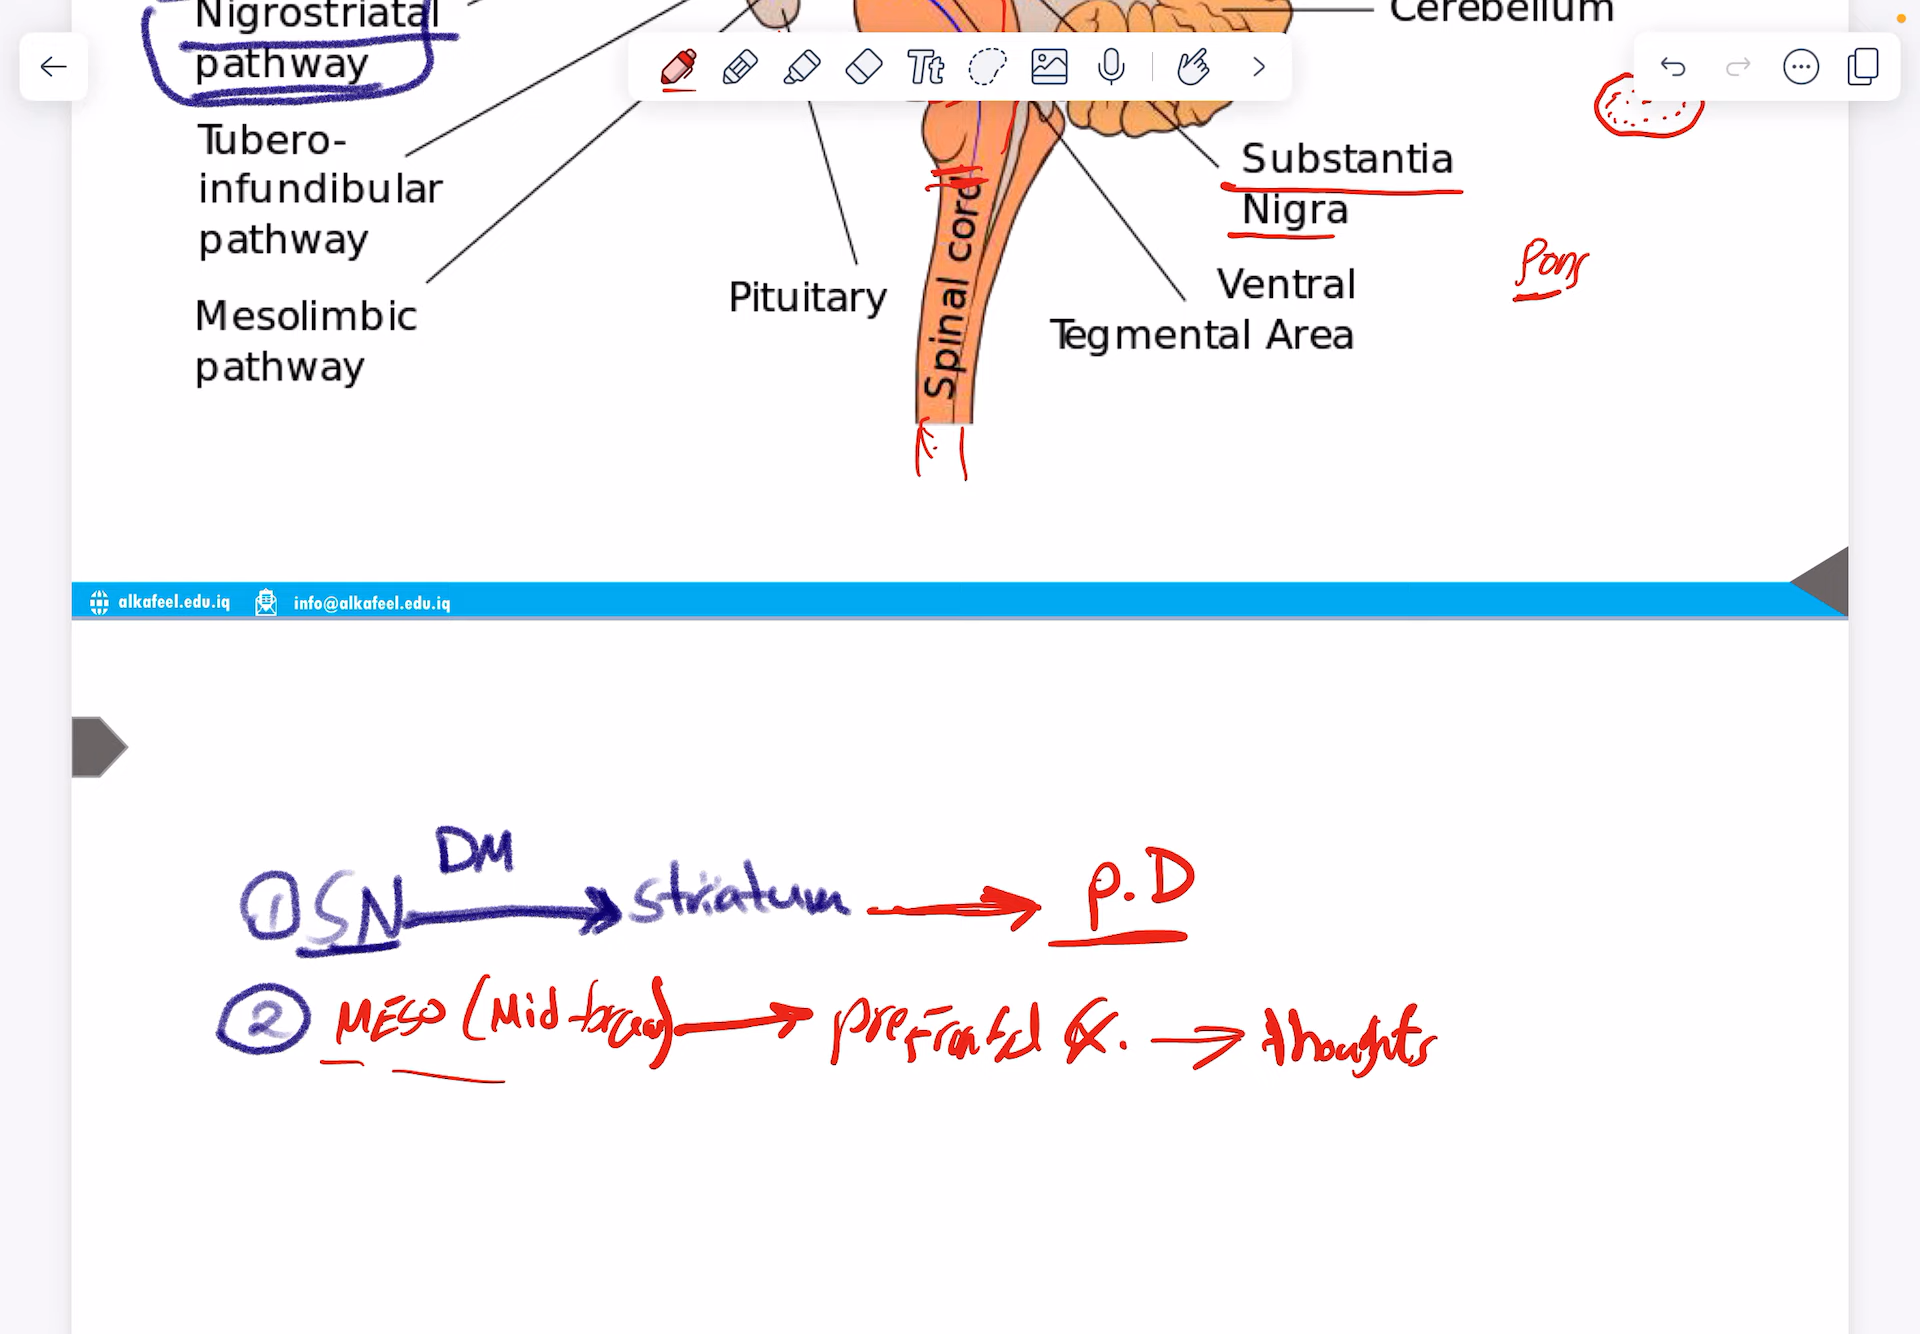 Nigrostriatal
pathway
Tubero-
infundibular
pathway
Mesolimbic
pathway
Pituitary
Spinal cord
Cerebellum
Substantia
Nigra
Ventral
Tegmental Area
Pons
Tt
alkafeel.edu.iq info@alkafeel.edu.iq
① SN DM striatum P.D
② MESO (Mid-brain) preFrontal Cx. thoughts